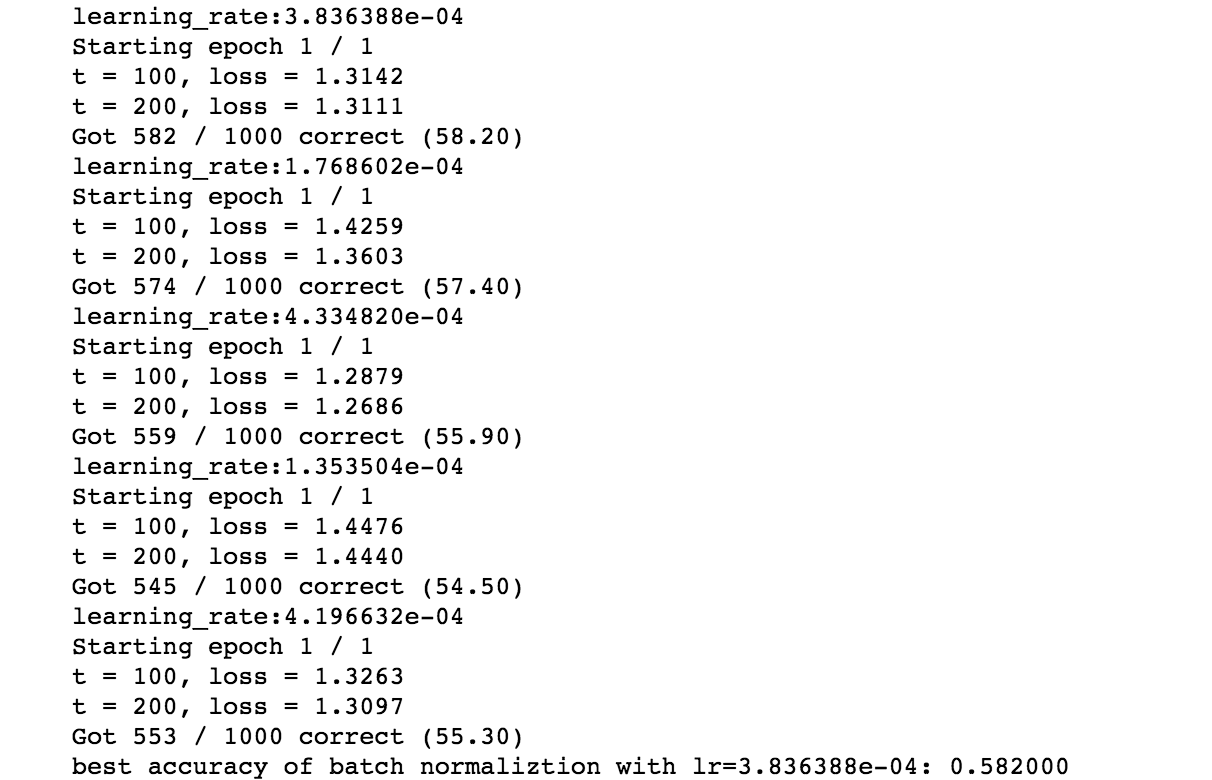 learning_rate:3.836388e-04
Starting epoch 1 / 1
t = 100, loss = 1.3142
t = 200, loss = 1.3111
Got 582 / 1000 correct (58.20)
learning_rate:1.768602e-04
Starting epoch 1 / 1
t = 100, loss = 1.4259
t = 200, loss = 1.3603
Got 574 / 1000 correct (57.40)
learning_rate:4.334820e-04
Starting epoch 1 / 1
t = 100, loss = 1.2879
t = 200, loss = 1.2686
Got 559 / 1000 correct (55.90)
learning_rate:1.353504e-04
Starting epoch 1 / 1
t = 100, loss = 1.4476
t = 200, loss = 1.4440
Got 545 / 1000 correct (54.50)
learning_rate:4.196632e-04
Starting epoch 1 / 1
t = 100, loss = 1.3263
t = 200, loss = 1.3097
Got 553 / 1000 correct (55.30)
best accuracy of batch normaliztion with lr=3.836388e-04: 0.582000